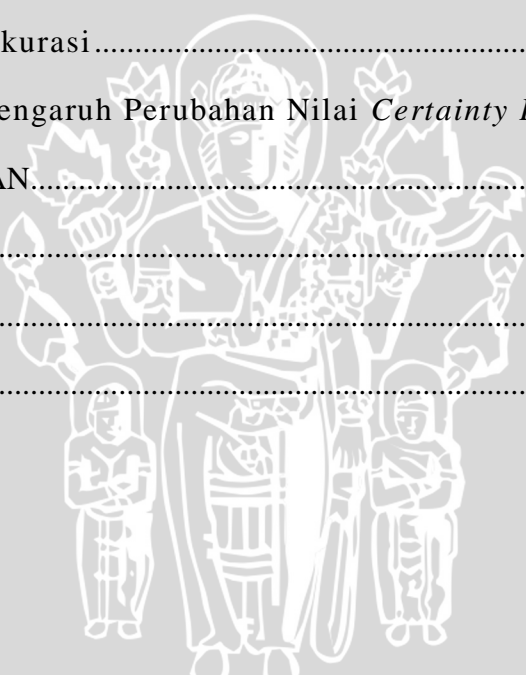 kurasi..................................................
engaruh Perubahan Nilai Certainty
AN....................................................
........................................................
........................................................
........................................................